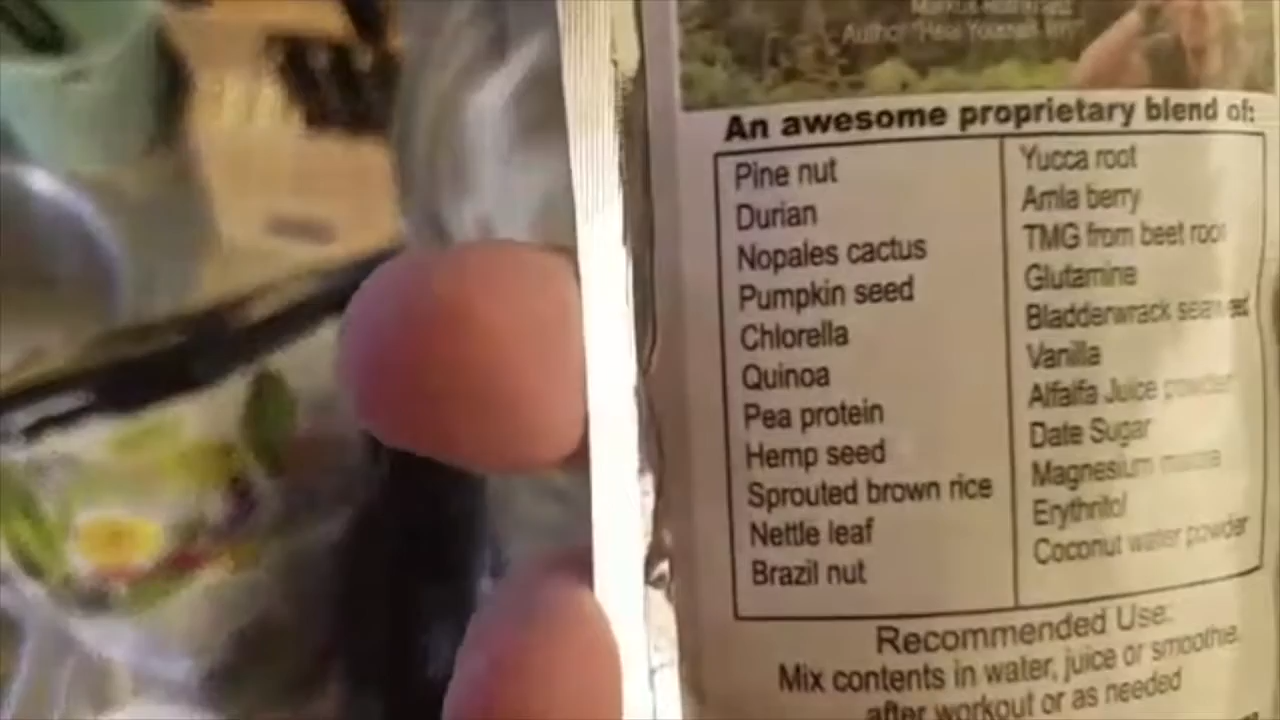 Author "Heal Yourself
An awesome proprietary blend of:
Pine nut
Durian
Nopales cactus
Pumpkin seed
Chlorella
Quinoa
Pea protein
Hemp seed
Sprouted brown rice
Nettle leaf
Brazil nut
Yucca root
Amla berry
TMG from beet root
Glutamine
Bladderwrack seaweed
Vanilla
Alfalfa Juice powder
Date Sugar
Magnesium
Erythritol
Coconut water powder
Recommended Use:
Mix contents in water, juice or smoothie
after workout or as needed